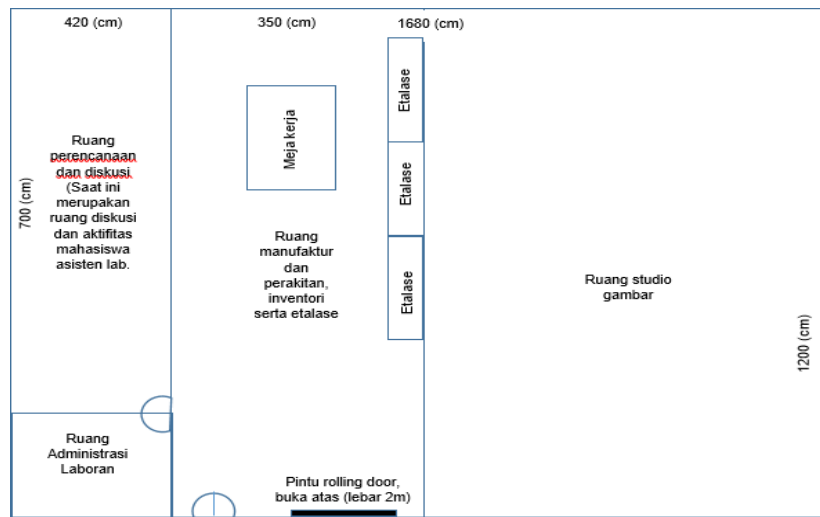 420 (cm)
350 (cm)
1680 (cm)
Etalase
Meja kerja
Ruang
perencanaan
dan diskusi
(Saat ini
merupakan
ruang diskusi
dan aktifitas
mahasiswa
asisten lab.
700 (cm)
Etalase
Ruang
manufaktur
dan
perakitan,
inventori
serta etalase
Etalase
Ruang studio
gambar
1200 (cm)
Ruang
Administrasi
Laboran
Pintu rolling door,
buka atas (lebar 2m)